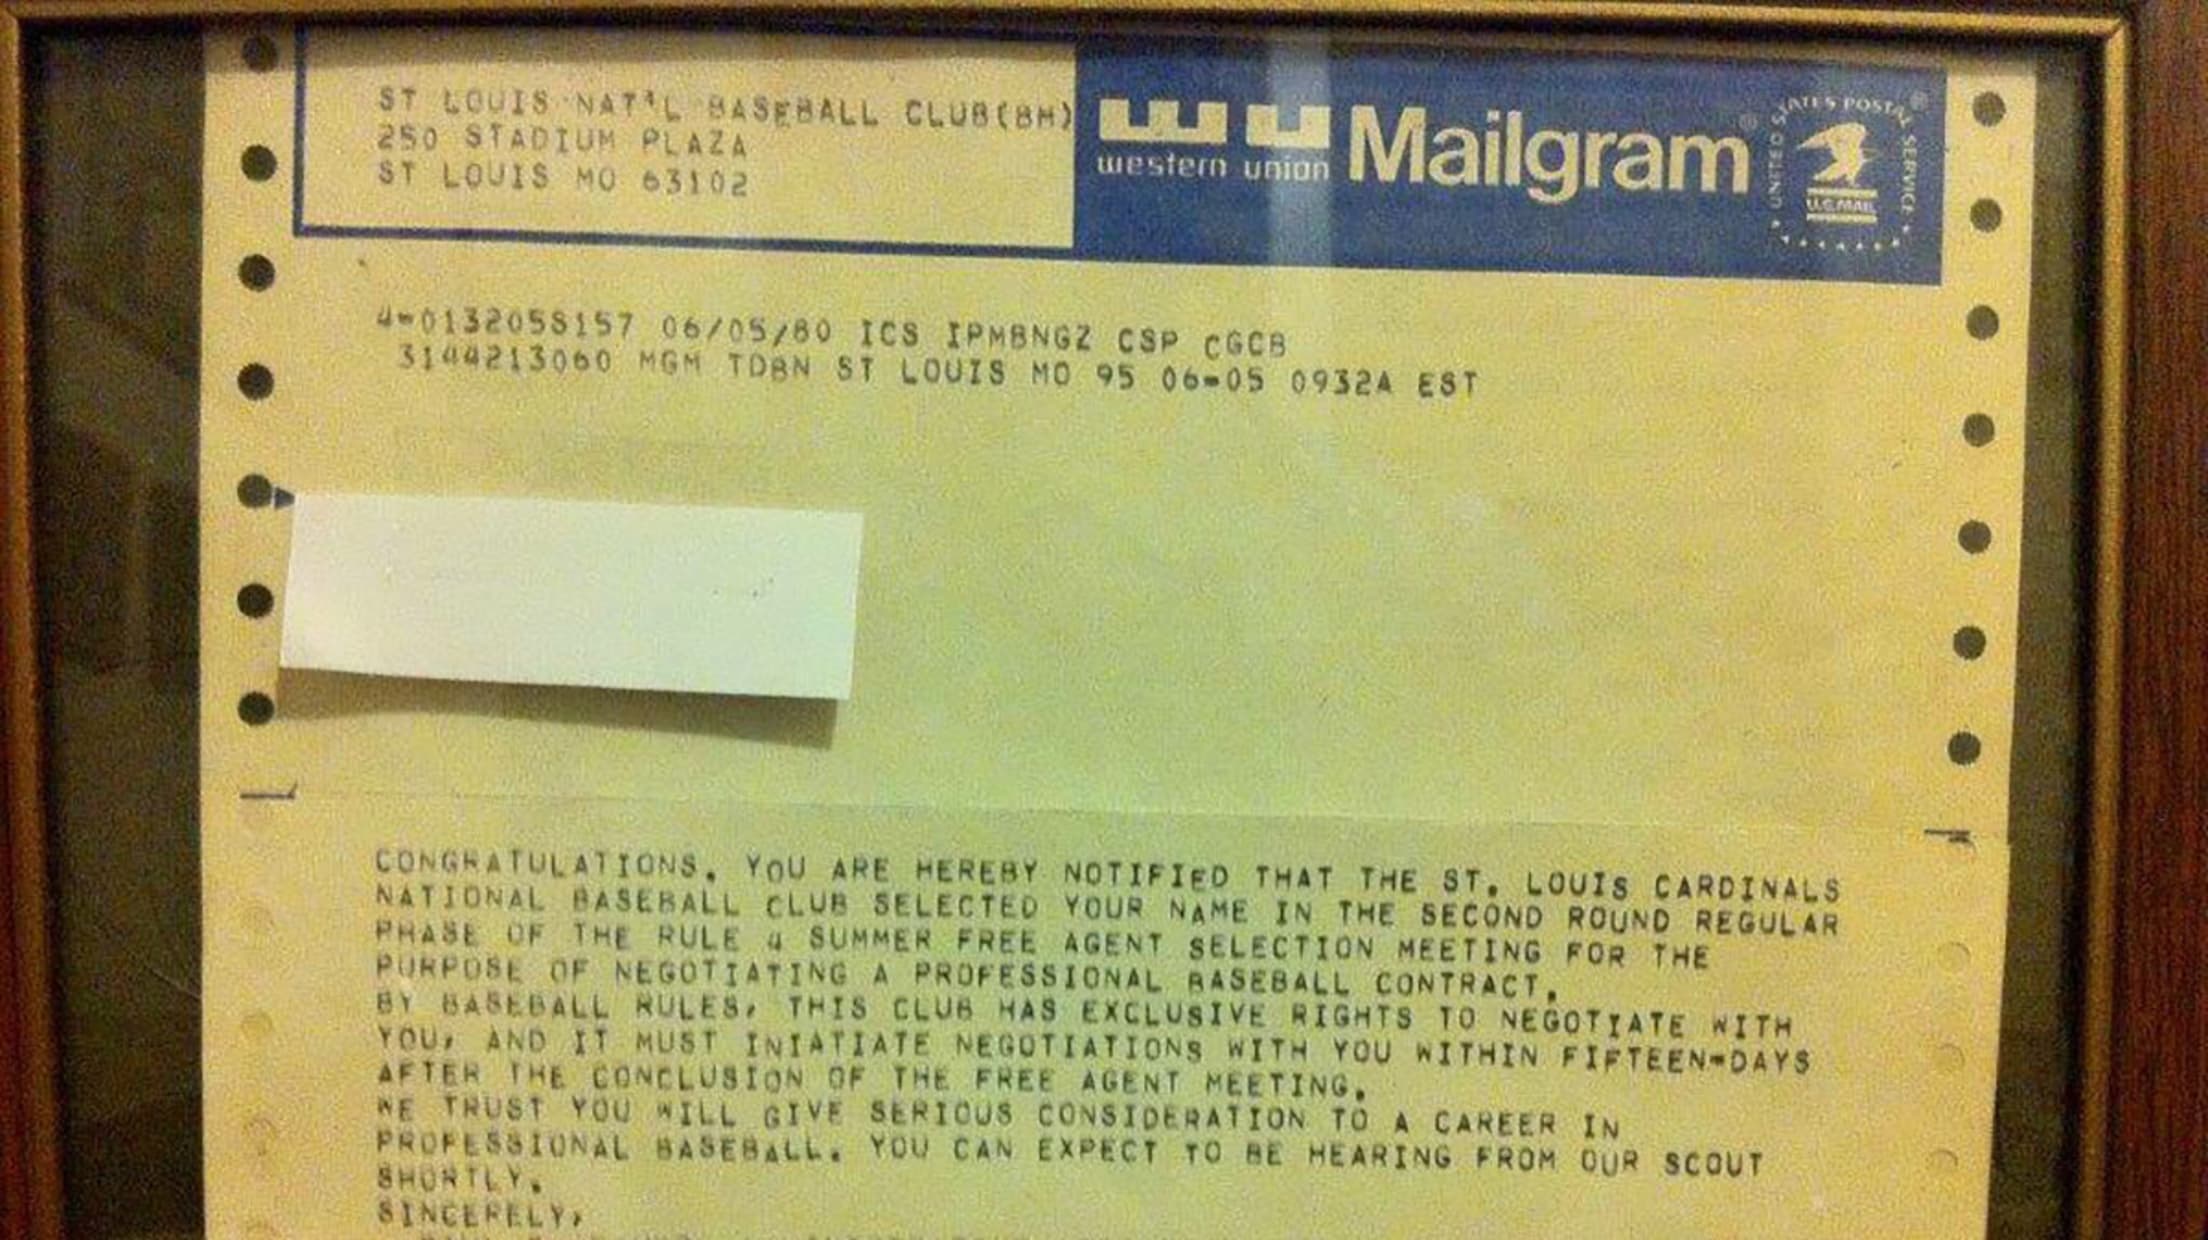 ST LOUIS NAT'L BASEBALL CLUB(BH)
250 STADIUM PLAZA
ST LOUIS MO 63102
western union Mailgram®
UNITED STATES POSTAL SERVICE ®
U.S.MAIL
4-013205S157 06/05/80 ICS IPMBNGZ CSP CGCB
3144213060 MGM TDBN ST LOUIS MO 95 06-05 0932A EST
CONGRATULATIONS. YOU ARE HEREBY NOTIFIED THAT THE ST. LOUIS CARDINALS
NATIONAL BASEBALL CLUB SELECTED YOUR NAME IN THE SECOND ROUND REGULAR
PHASE OF THE RULE 4 SUMMER FREE AGENT SELECTION MEETING FOR THE
PURPOSE OF NEGOTIATING A PROFESSIONAL BASEBALL CONTRACT.
BY BASEBALL RULES, THIS CLUB HAS EXCLUSIVE RIGHTS TO NEGOTIATE WITH
YOU, AND IT MUST INIATIATE NEGOTIATIONS WITH YOU WITHIN FIFTEEN-DAYS
AFTER THE CONCLUSION OF THE FREE AGENT MEETING.
WE TRUST YOU WILL GIVE SERIOUS CONSIDERATION TO A CAREER IN
PROFESSIONAL BASEBALL. YOU CAN EXPECT TO BE HEARING FROM OUR SCOUT
SHORTLY.
SINCERELY,